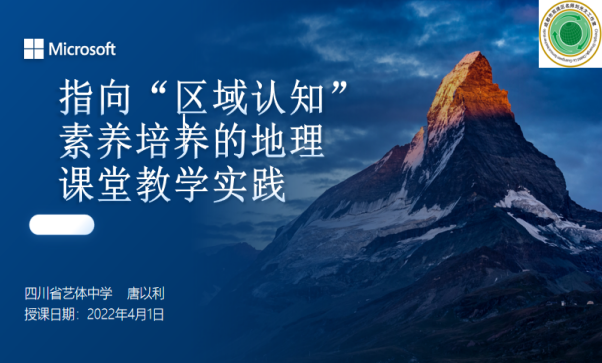 Microsoft
指向“区域认知”
素养培养的地理
课堂教学实践
四川省艺体中学 唐以利
授课日期：2022年4月1日